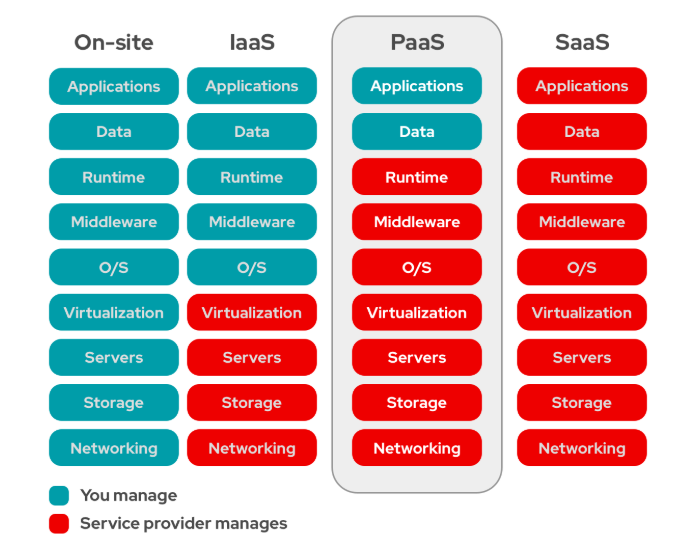 On-site IaaS PaaS SaaS
Applications Applications Applications Applications
Data Data Data Data
Runtime Runtime Runtime Runtime
Middleware Middleware Middleware Middleware
O/S O/S O/S O/S
Virtualization Virtualization Virtualization Virtualization
Servers Servers Servers Servers
Storage Storage Storage Storage
Networking Networking Networking Networking
You manage
Service provider manages